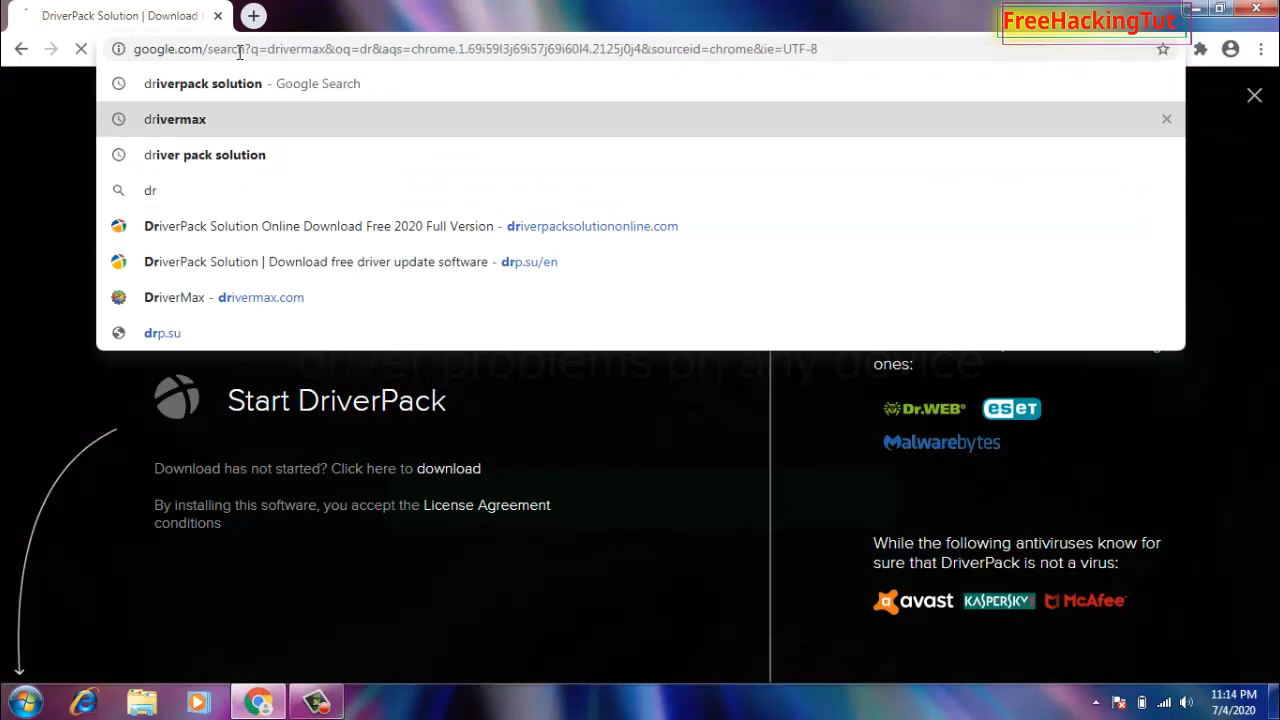 DriverPack Solution | Download f
FreeHackingTut
google.com/search?q=drivermax&oq=dr&aqs=chrome.1.69i59l3j69i57j69i60l4.2125j0j4&sourceid=chrome&ie=UTF-8
driverpack solution - Google Search
drivermax
driver pack solution
dr
DriverPack Solution Online Download Free 2020 Full Version - driverpacksolutiononline.com
DriverPack Solution | Download free driver update software - drp.su/en
DriverMax - drivermax.com
drp.su
driver problems on any device
ones:
Start DriverPack
Dr.WEB®
eseT
Malwarebytes
Download has not started? Click here to download
By installing this software, you accept the License Agreement
conditions
While the following antiviruses know for
sure that DriverPack is not a virus:
avast KASPERSKY McAfee
11:14 PM
7/4/2020